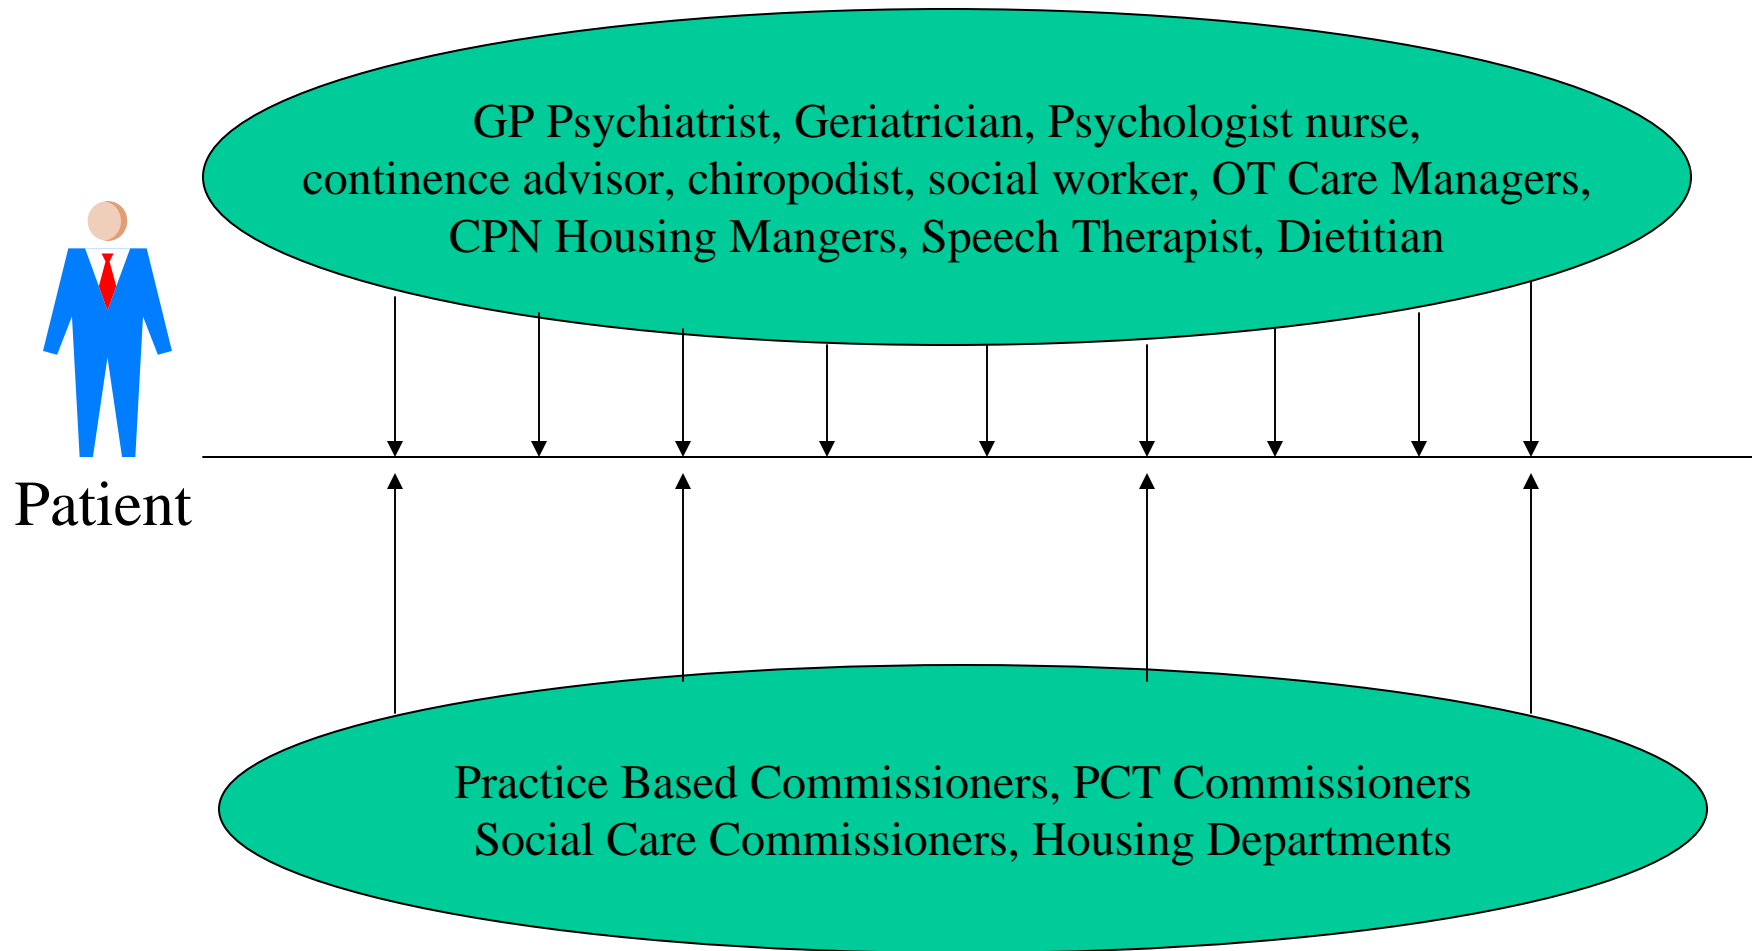 GP Psychiatrist, Geriatrician, Psychologist nurse,
continence advisor, chiropodist, social worker, OT Care Managers,
CPN Housing Mangers, Speech Therapist, Dietitian
Patient
Practice Based Commissioners, PCT Commissioners
Social Care Commissioners, Housing Departments